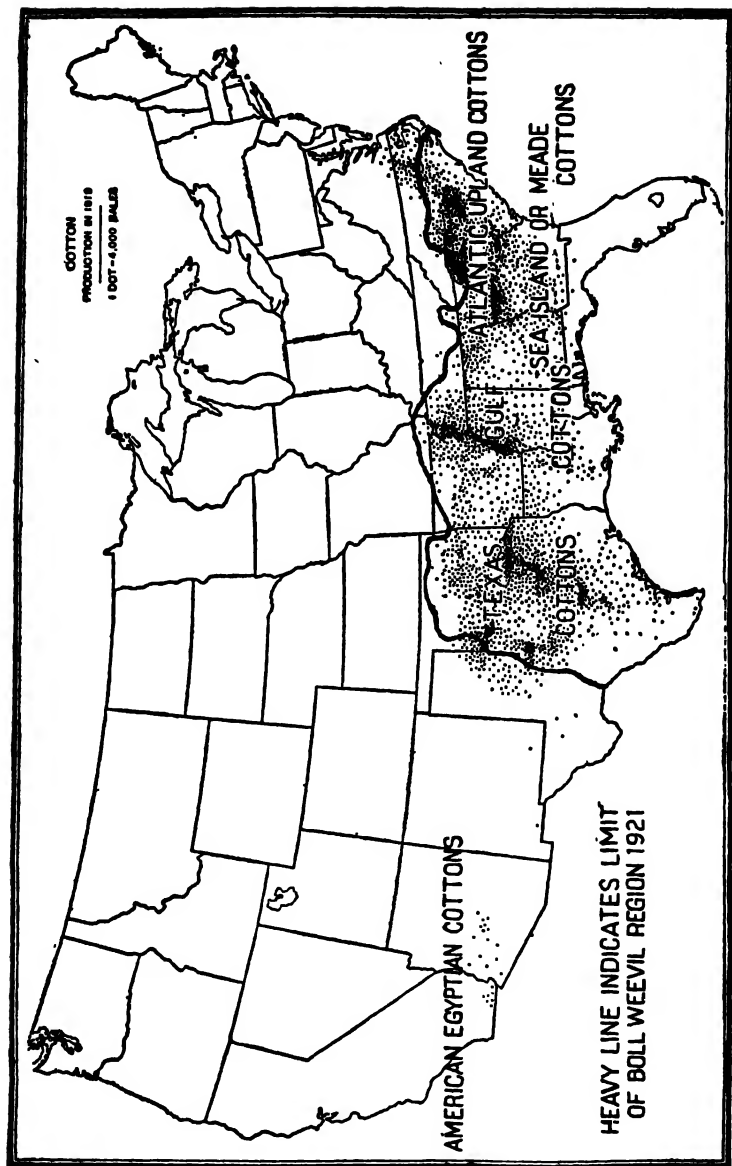 COTTON
PRODUCTION IN 1919
1 DOT-4,000 BALES
AMERICAN EGYPTIAN COTTONS
TEXAS
COTTONS
GULF
COTTONS
ATLANTIC UPLAND COTTONS
SEA ISLAND OR MEADE
COTTONS
HEAVY LINE INDICATES LIMIT
OF BOLL WEEVIL REGION 1921